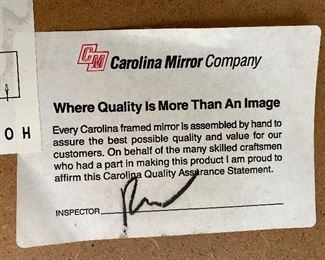 CM Carolina Mirror Company
Where Quality Is More Than An Image
Every Carolina framed mirror is assembled by hand to
assure the best possible quality and value for our
customers. On behalf of the many skilled craftsmen
who had a part in making this product I am proud to
affirm this Carolina Quality Assurance Statement.
INSPECTOR
HO